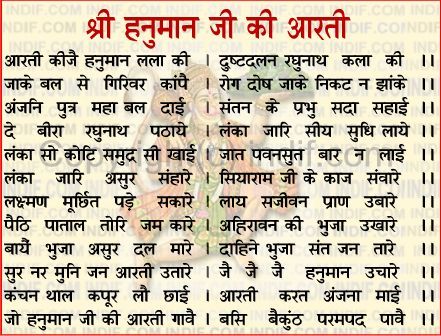 श्री हनुमान जी की आरती
आरती कीजै हनुमान लला की । दुष्टदलन रघुनाथ कला की ॥
जाके बल से गिरिवर कांपै । रोग दोष जाके निकट न झांके ॥
अंजनि पुत्र महा बल दाई । संतन के प्रभु सदा सहाई ॥
दे बीरा रघुनाथ पठाये । लंका जारि सीय सुधि लाये ॥
लंका सो कोटि समुद्र सी खाई । जात पवनसुत बार न लाई ॥
लंका जारि असुर संहारे । सियाराम जी के काज संवारे ॥
लक्ष्मण मूर्छित पड़े सकारे । लाय सजीवन प्राण उबारे ॥
पैठि पाताल तोरि जम कारे । अहिरावन की भुजा उखारे ॥
बायें भुजा असुर दल मारे । दाहिने भुजा संत जन तारे ॥
सुर नर मुनि जन आरती उतारे । जै जै जै हनुमान उचारे ॥
कंचन थाल कपूर लौ छाई । आरती करत अंजना माई ॥
जो हनुमान जी की आरती गावै । बसि बैकुंठ परमपद पावै ॥